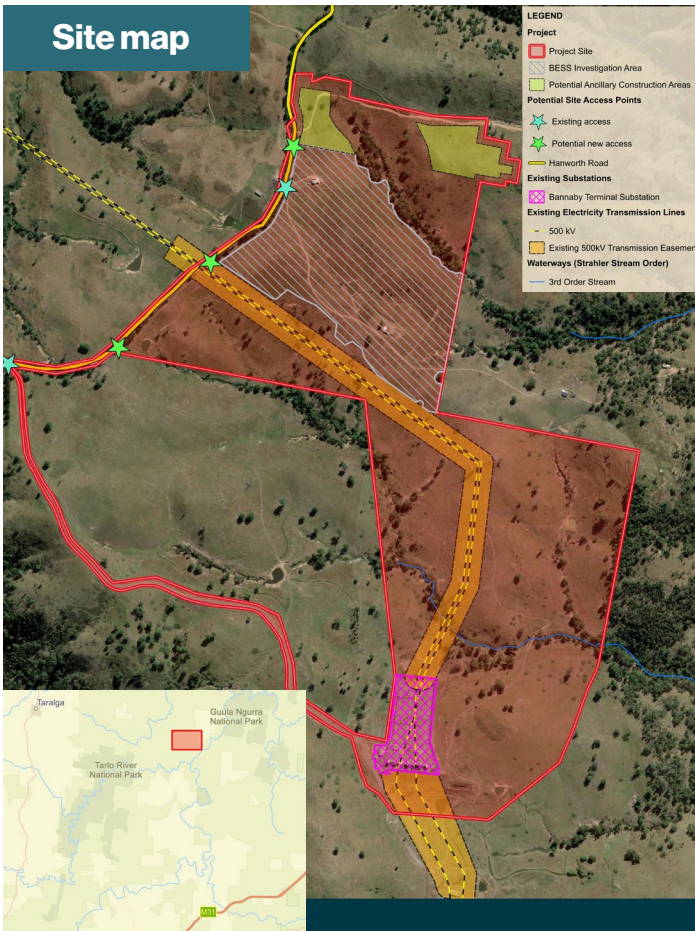 Site map
LEGEND
Project
Project Site
BESS Investigation Area
Potential Ancillary Construction Areas
Potential Site Access Points
Existing access
Potential new access
Hanworth Road
Existing Substations
Bannaby Terminal Substation
Existing Electricity Transmission Lines
500 kV
Existing 500kV Transmission Easemen
Waterways (Strahler Stream Order)
3rd Order Stream
Taralga
Guula Ngurra
National Park
Tarlo River
National Park
M31